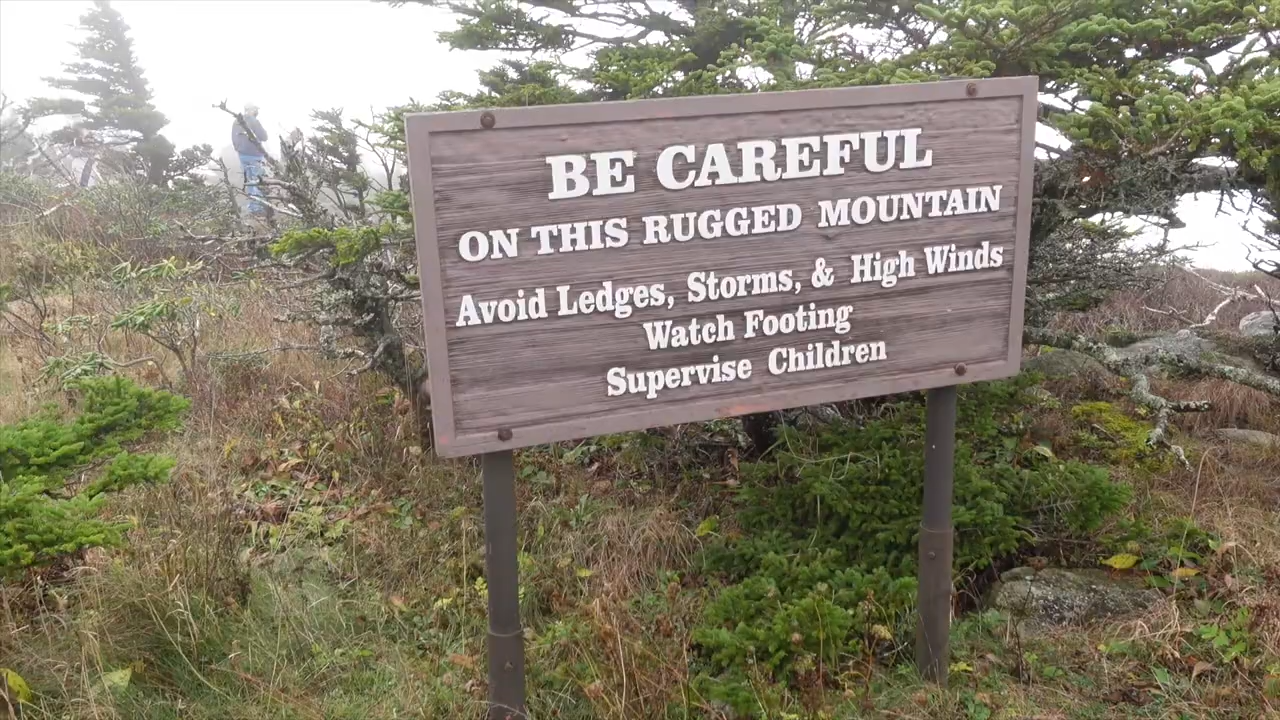 BE CAREFUL
ON THIS RUGGED MOUNTAIN
Avoid Ledges, Storms, & High Winds
Watch Footing
Supervise Children